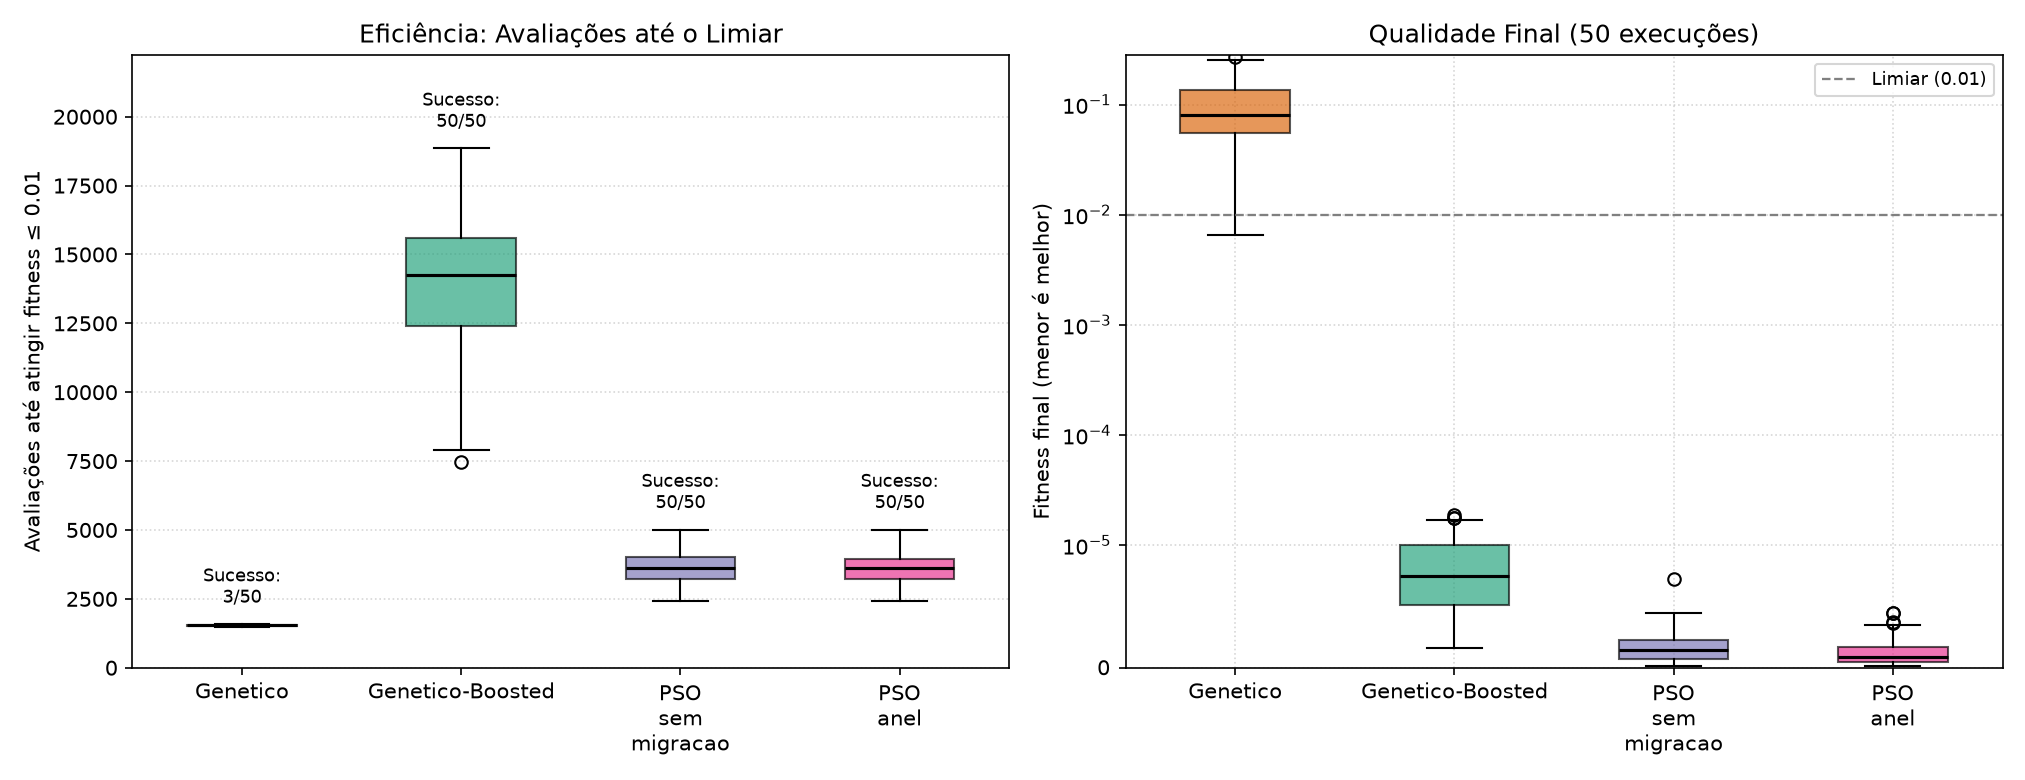 Eficiência: Avaliações até o Limiar
Avaliações até atingir fitness ≤ 0.01
20000
17500
15000
12500
10000
7500
5000
2500
0
Sucesso:
3/50
Sucesso:
50/50
Sucesso:
50/50
Sucesso:
50/50
Genetico
Genetico-Boosted
PSO
sem
migracao
PSO
anel
Qualidade Final (50 execuções)
Fitness final (menor é melhor)
Limiar (0.01)
10⁻¹
10⁻²
10⁻³
10⁻⁴
10⁻⁵
0
Genetico
Genetico-Boosted
PSO
sem
migracao
PSO
anel